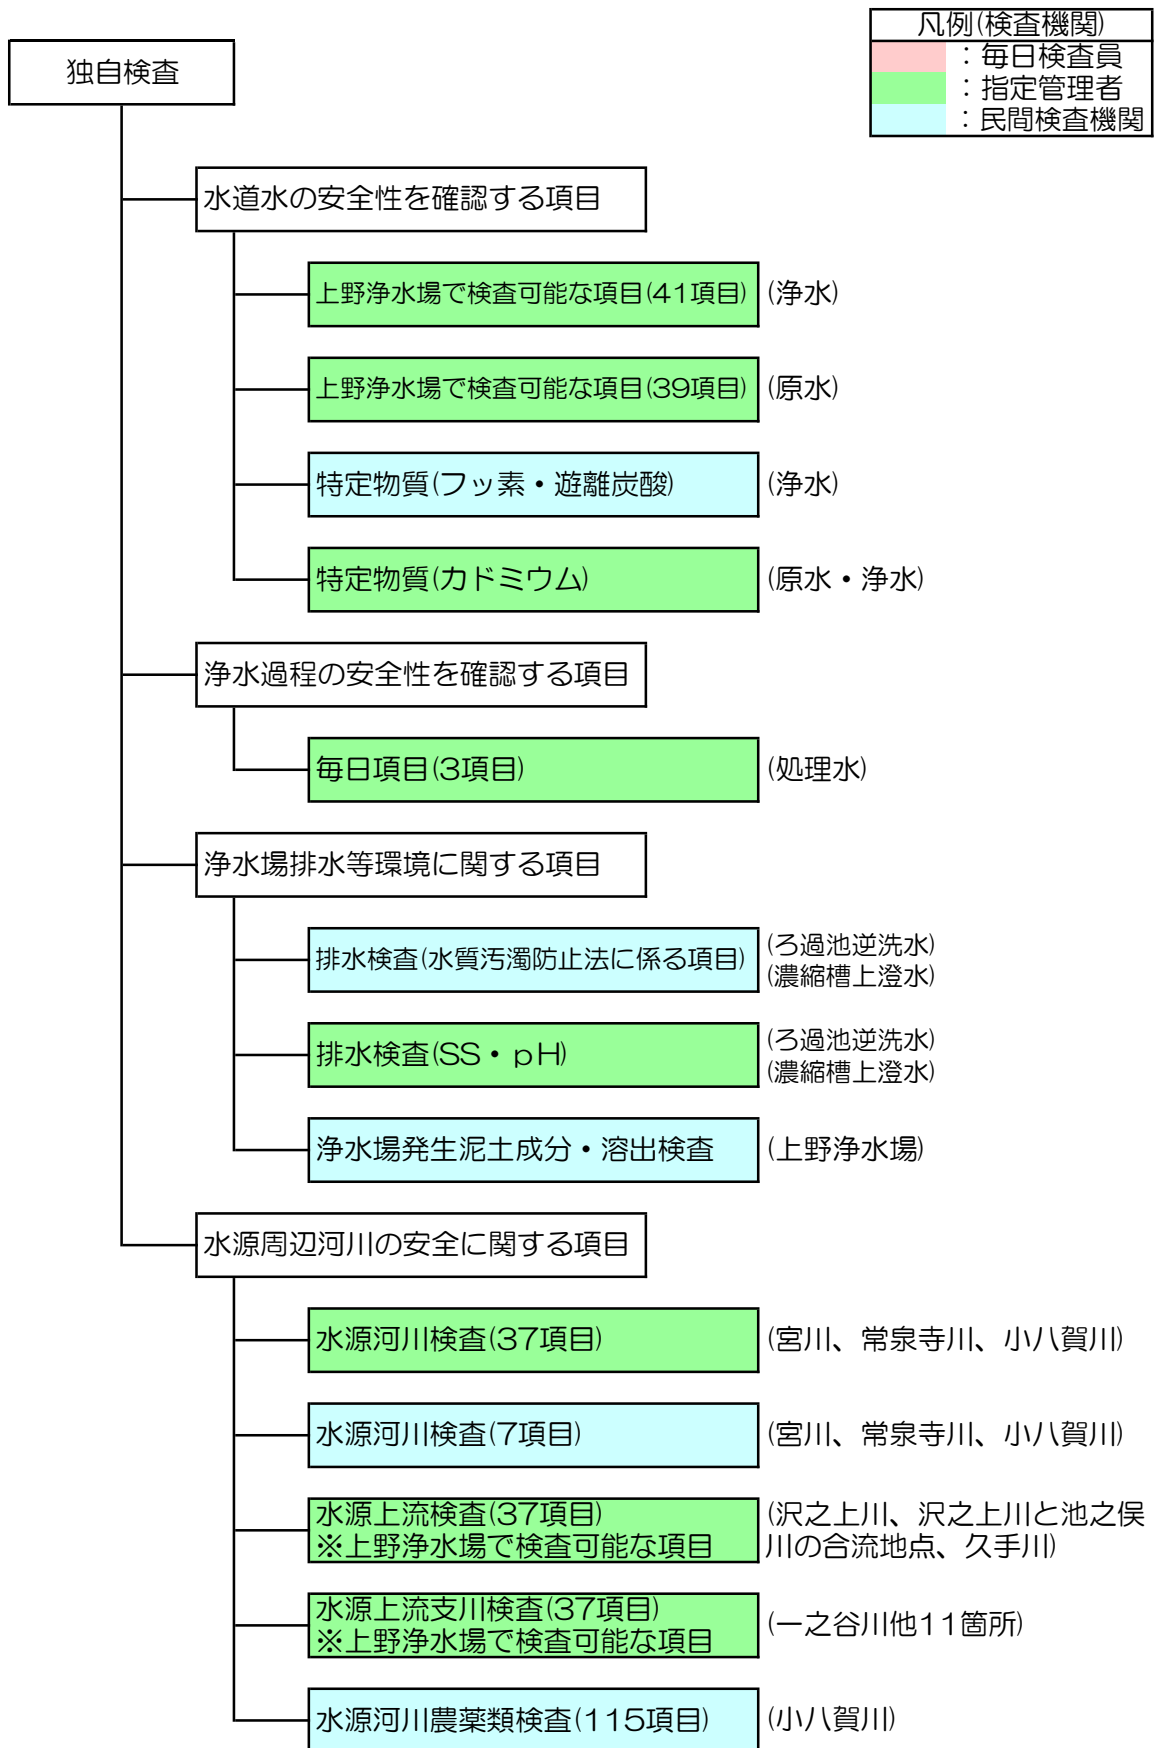 凡例(検査機関)
：毎日検査員
：指定管理者
：民間検査機関
独自検査
水道水の安全性を確認する項目
上野浄水場で検査可能な項目(41項目)
(浄水)
上野浄水場で検査可能な項目(39項目)
(原水)
特定物質(フッ素・遊離炭酸)
(浄水)
特定物質(カドミウム)
(原水・浄水)
浄水過程の安全性を確認する項目
毎日項目(3項目)
(処理水)
浄水場排水等環境に関する項目
排水検査(水質汚濁防止法に係る項目)
(ろ過池逆洗水)
(濃縮槽上澄水)
排水検査(SS・pH)
(ろ過池逆洗水)
(濃縮槽上澄水)
浄水場発生泥土成分・溶出検査
(上野浄水場)
水源周辺河川の安全に関する項目
水源河川検査(37項目)
(宮川、常泉寺川、小八賀川)
水源河川検査(7項目)
(宮川、常泉寺川、小八賀川)
水源上流検査(37項目)
※上野浄水場で検査可能な項目
(沢之上川、沢之上川と池之俣
川の合流地点、久手川)
水源上流支川検査(37項目)
※上野浄水場で検査可能な項目
(一之谷川他11箇所)
水源河川農薬類検査(115項目)
(小八賀川)